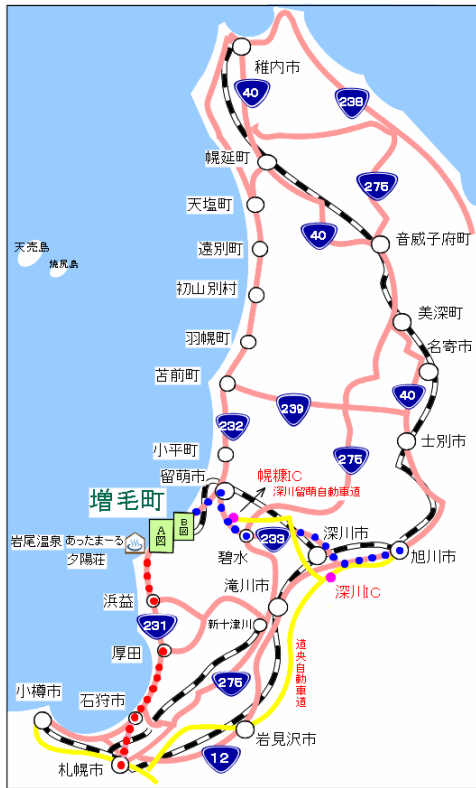 稚内市
40
238
幌延町
275
天塩町
40
音威子府町
遠別町
天売島
焼尻島
初山別村
美深町
羽幌町
名寄市
苫前町
40
239
232
士別市
小平町
275
留萌市
幌糠IC
深川留萌自動車道
増毛町
A図
B図
岩尾温泉
あったまーる
夕陽荘
碧水
233
深川市
旭川市
滝川市
深川IC
浜益
新十津川
231
厚田
道央自動車道
275
小樽市
石狩市
岩見沢市
12
札幌市